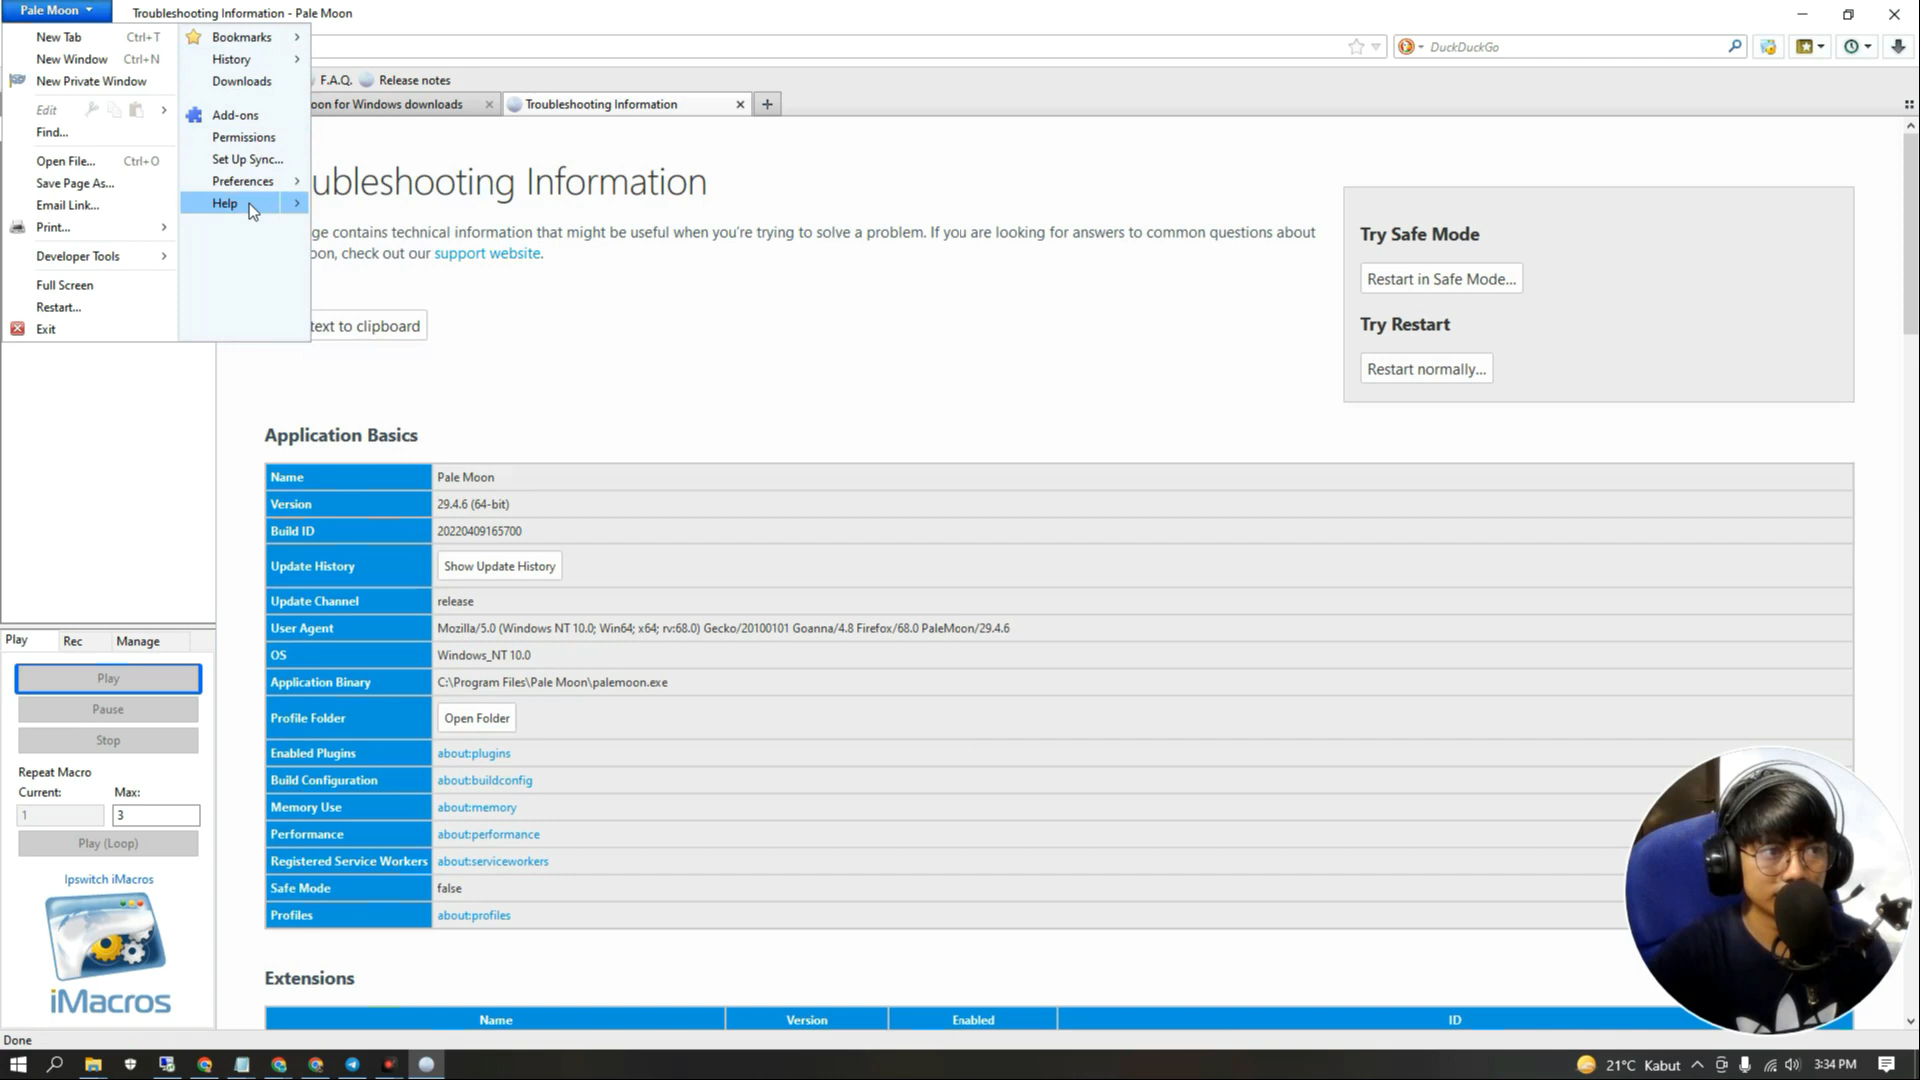 Pale Moon
Troubleshooting Information - Pale Moon
New Tab Ctrl+T
New Window Ctrl+N
New Private Window
Edit
Find...
Open File... Ctrl+O
Save Page As...
Email Link...
Print...
Developer Tools
Full Screen
Restart...
Exit
Bookmarks
History
Downloads
Add-ons
Permissions
Set Up Sync...
Preferences
Help
DuckDuckGo
F.A.Q. Release notes
oon for Windows downloads
Troubleshooting Information
ubleshooting Information
ge contains technical information that might be useful when you're trying to solve a problem. If you are looking for answers to common questions about
oon, check out our support website.
text to clipboard
Try Safe Mode
Restart in Safe Mode...
Try Restart
Restart normally...
Application Basics
Name Pale Moon
Version 29.4.6 (64-bit)
Build ID 20220409165700
Update History Show Update History
Update Channel release
User Agent Mozilla/5.0 (Windows NT 10.0; Win64; x64; rv:68.0) Gecko/20100101 Goanna/4.8 Firefox/68.0 PaleMoon/29.4.6
OS Windows_NT 10.0
Application Binary C:\Program Files\Pale Moon\palemoon.exe
Profile Folder Open Folder
Enabled Plugins about:plugins
Build Configuration about:buildconfig
Memory Use about:memory
Performance about:performance
Registered Service Workers about:serviceworkers
Safe Mode false
Profiles about:profiles
Extensions
Name Version Enabled ID
Play Rec Manage
Play
Pause
Stop
Repeat Macro
Current: Max:
1 3
Play (Loop)
Ipswitch iMacros
iMacros
Done
21°C Kabut
3:34 PM